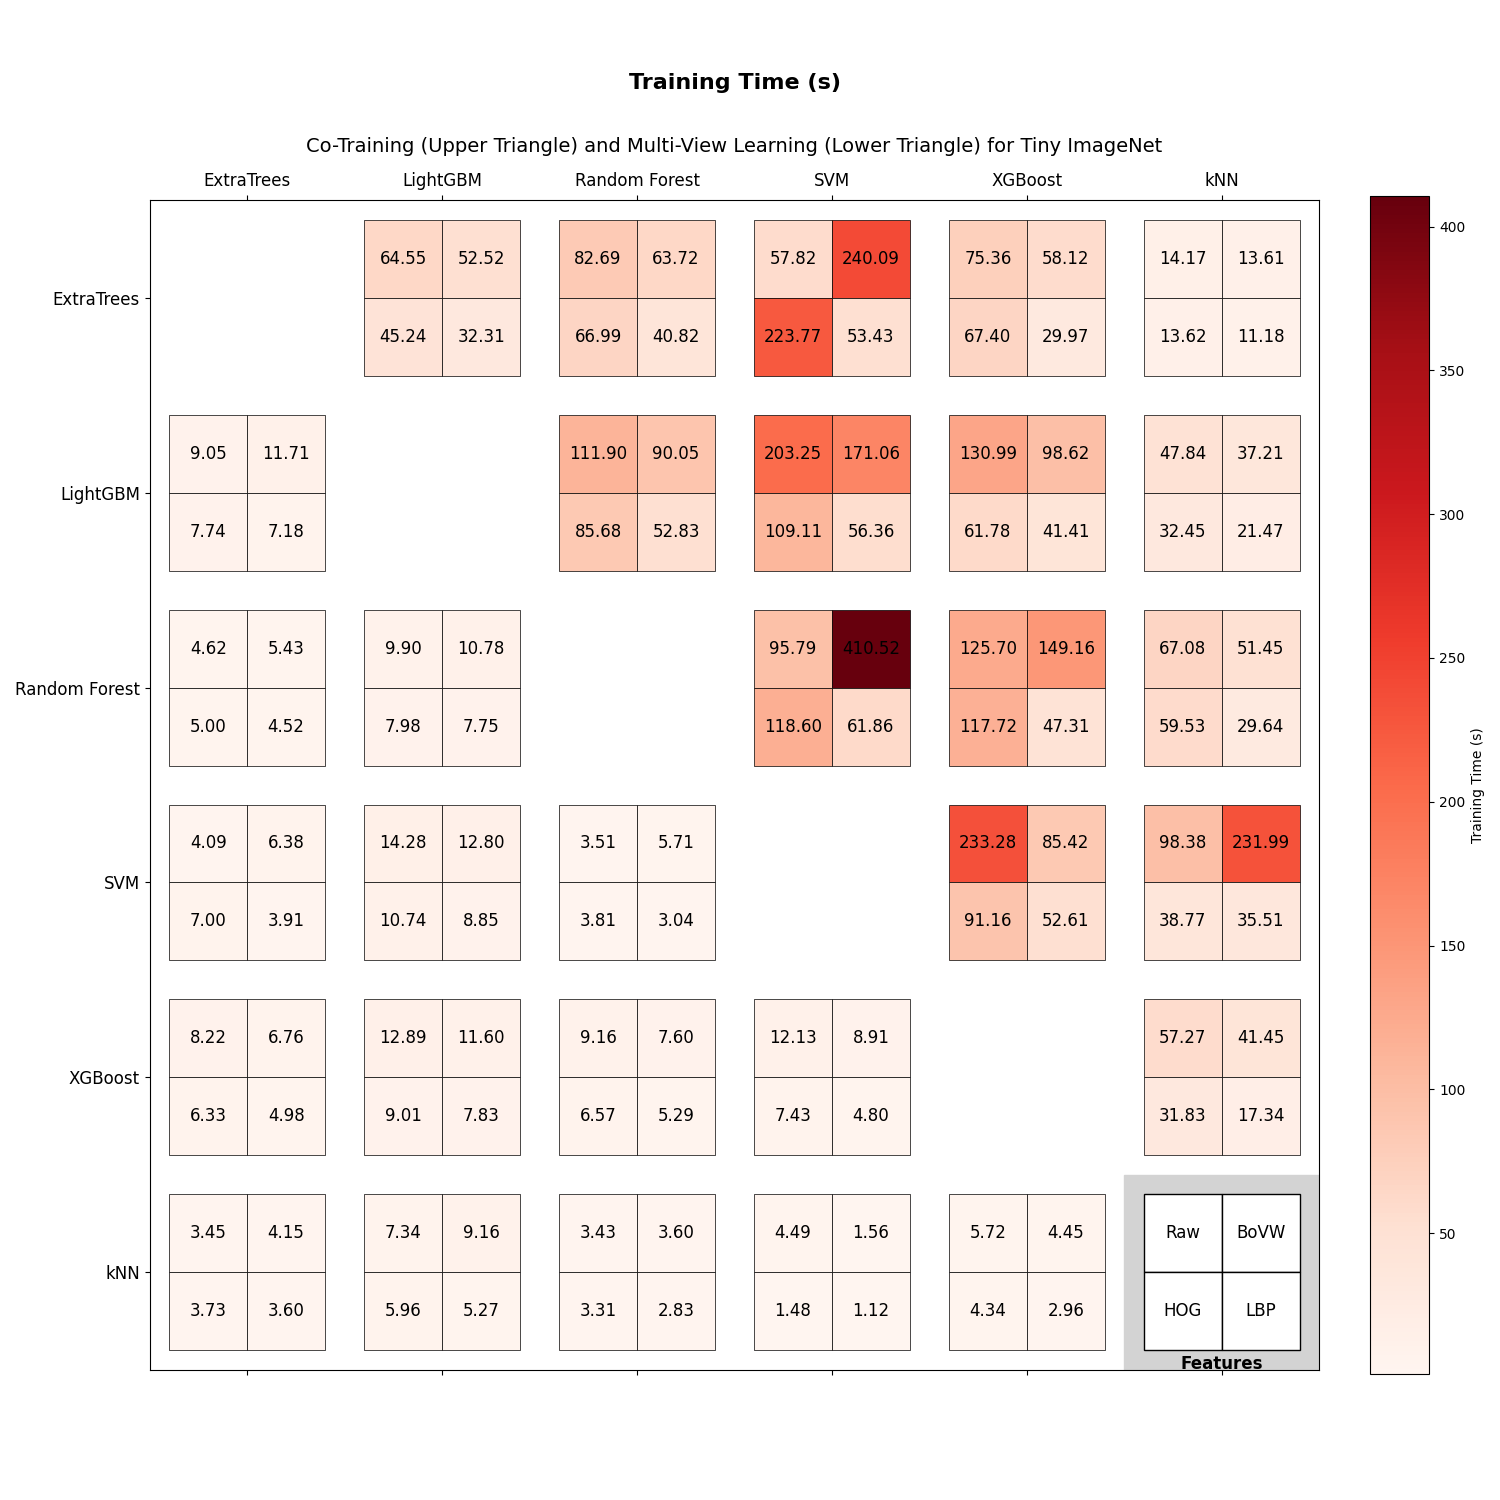 Training Time (s)
Co-Training (Upper Triangle) and Multi-View Learning (Lower Triangle) for Tiny ImageNet
ExtraTrees LightGBM Random Forest SVM XGBoost kNN
64.55 52.52 82.69 63.72 57.82 240.09 75.36 58.12 14.17 13.61
ExtraTrees
45.24 32.31 66.99 40.82 223.77 53.43 67.40 29.97 13.62 11.18
9.05 11.71 111.90 90.05 203.25 171.06 130.99 98.62 47.84 37.21
LightGBM
7.74 7.18 85.68 52.83 109.11 56.36 61.78 41.41 32.45 21.47
4.62 5.43 9.90 10.78 95.79 410.52 125.70 149.16 67.08 51.45
Random Forest
5.00 4.52 7.98 7.75 118.60 61.86 117.72 47.31 59.53 29.64
4.09 6.38 14.28 12.80 3.51 5.71 233.28 85.42 98.38 231.99
SVM
7.00 3.91 10.74 8.85 3.81 3.04 91.16 52.61 38.77 35.51
8.22 6.76 12.89 11.60 9.16 7.60 12.13 8.91 57.27 41.45
XGBoost
6.33 4.98 9.01 7.83 6.57 5.29 7.43 4.80 31.83 17.34
3.45 4.15 7.34 9.16 3.43 3.60 4.49 1.56 5.72 4.45 Raw BoVW
kNN
3.73 3.60 5.96 5.27 3.31 2.83 1.48 1.12 4.34 2.96 HOG LBP
Features
400
350
300
250
200
150
100
50
Training Time (s)